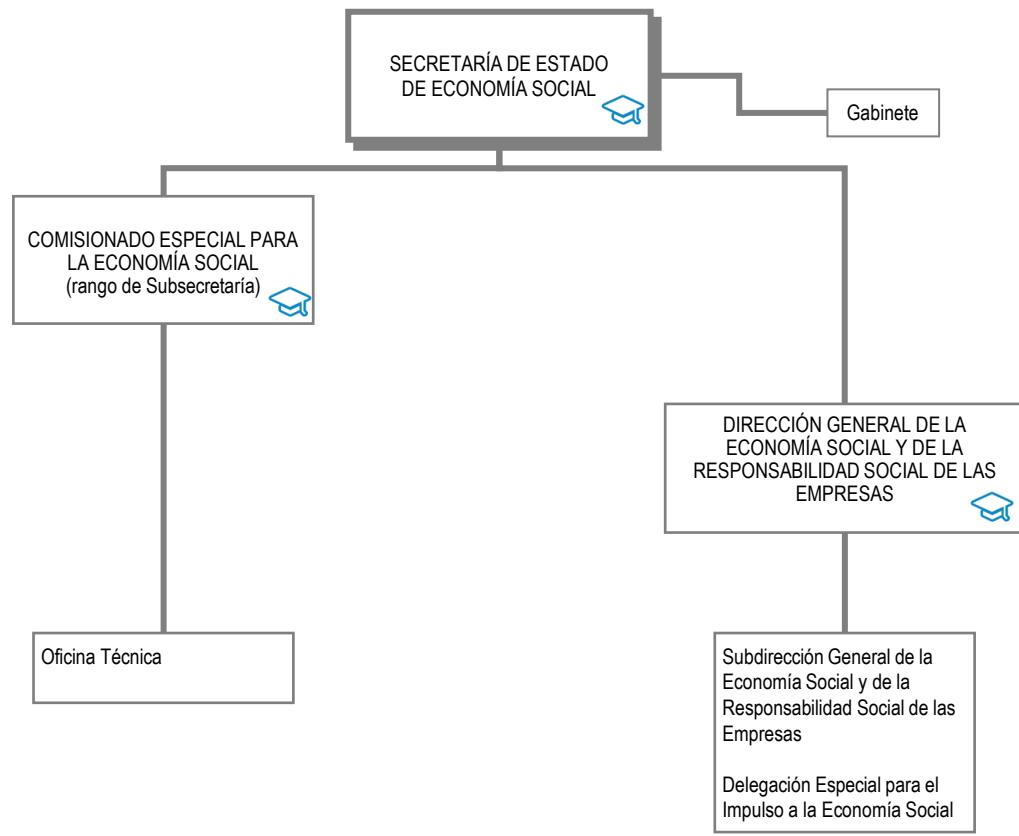 SECRETARÍA DE ESTADO
DE ECONOMÍA SOCIAL
Gabinete
COMISIONADO ESPECIAL PARA
LA ECONOMÍA SOCIAL
(rango de Subsecretaría)
DIRECCIÓN GENERAL DE LA
ECONOMÍA SOCIAL Y DE LA
RESPONSABILIDAD SOCIAL DE LAS
EMPRESAS
Oficina Técnica
Subdirección General de la
Economía Social y de la
Responsabilidad Social de las
Empresas
Delegación Especial para el
Impulso a la Economía Social